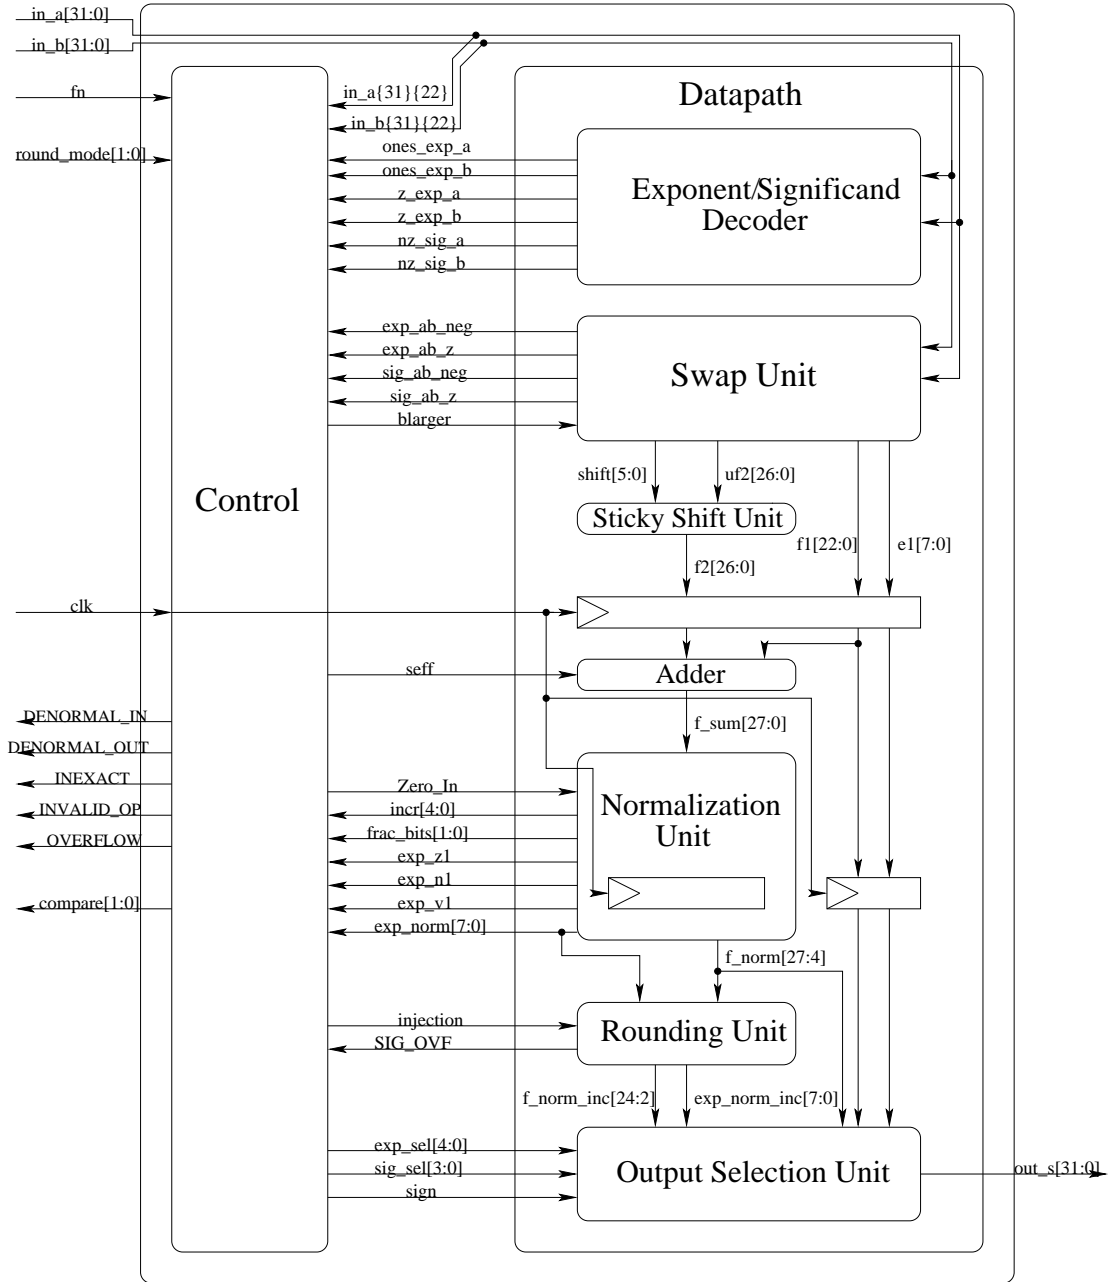 in_a[31:0]
in_b[31:0]
fn
in_a{31}{22}
Datapath
in_b{31}{22}
round_mode[1:0]
ones_exp_a
ones_exp_b
z_exp_a
z_exp_b
nz_sig_a
nz_sig_b
Exponent/Significand
Decoder
exp_ab_neg
exp_ab_z
sig_ab_neg
sig_ab_z
blarger
Swap Unit
shift[5:0]
uf2[26:0]
Control
Sticky Shift Unit
f1[22:0]
e1[7:0]
f2[26:0]
clk
seff
Adder
DENORMAL_IN
f_sum[27:0]
DENORMAL_OUT
INEXACT
INVALID_OP
OVERFLOW
compare[1:0]
Zero_In
incr[4:0]
frac_bits[1:0]
exp_z1
exp_n1
exp_v1
exp_norm[7:0]
Normalization
Unit
f_norm[27:4]
injection
SIG_OVF
Rounding Unit
f_norm_inc[24:2]
exp_norm_inc[7:0]
exp_sel[4:0]
sig_sel[3:0]
sign
Output Selection Unit
out_s[31:0]